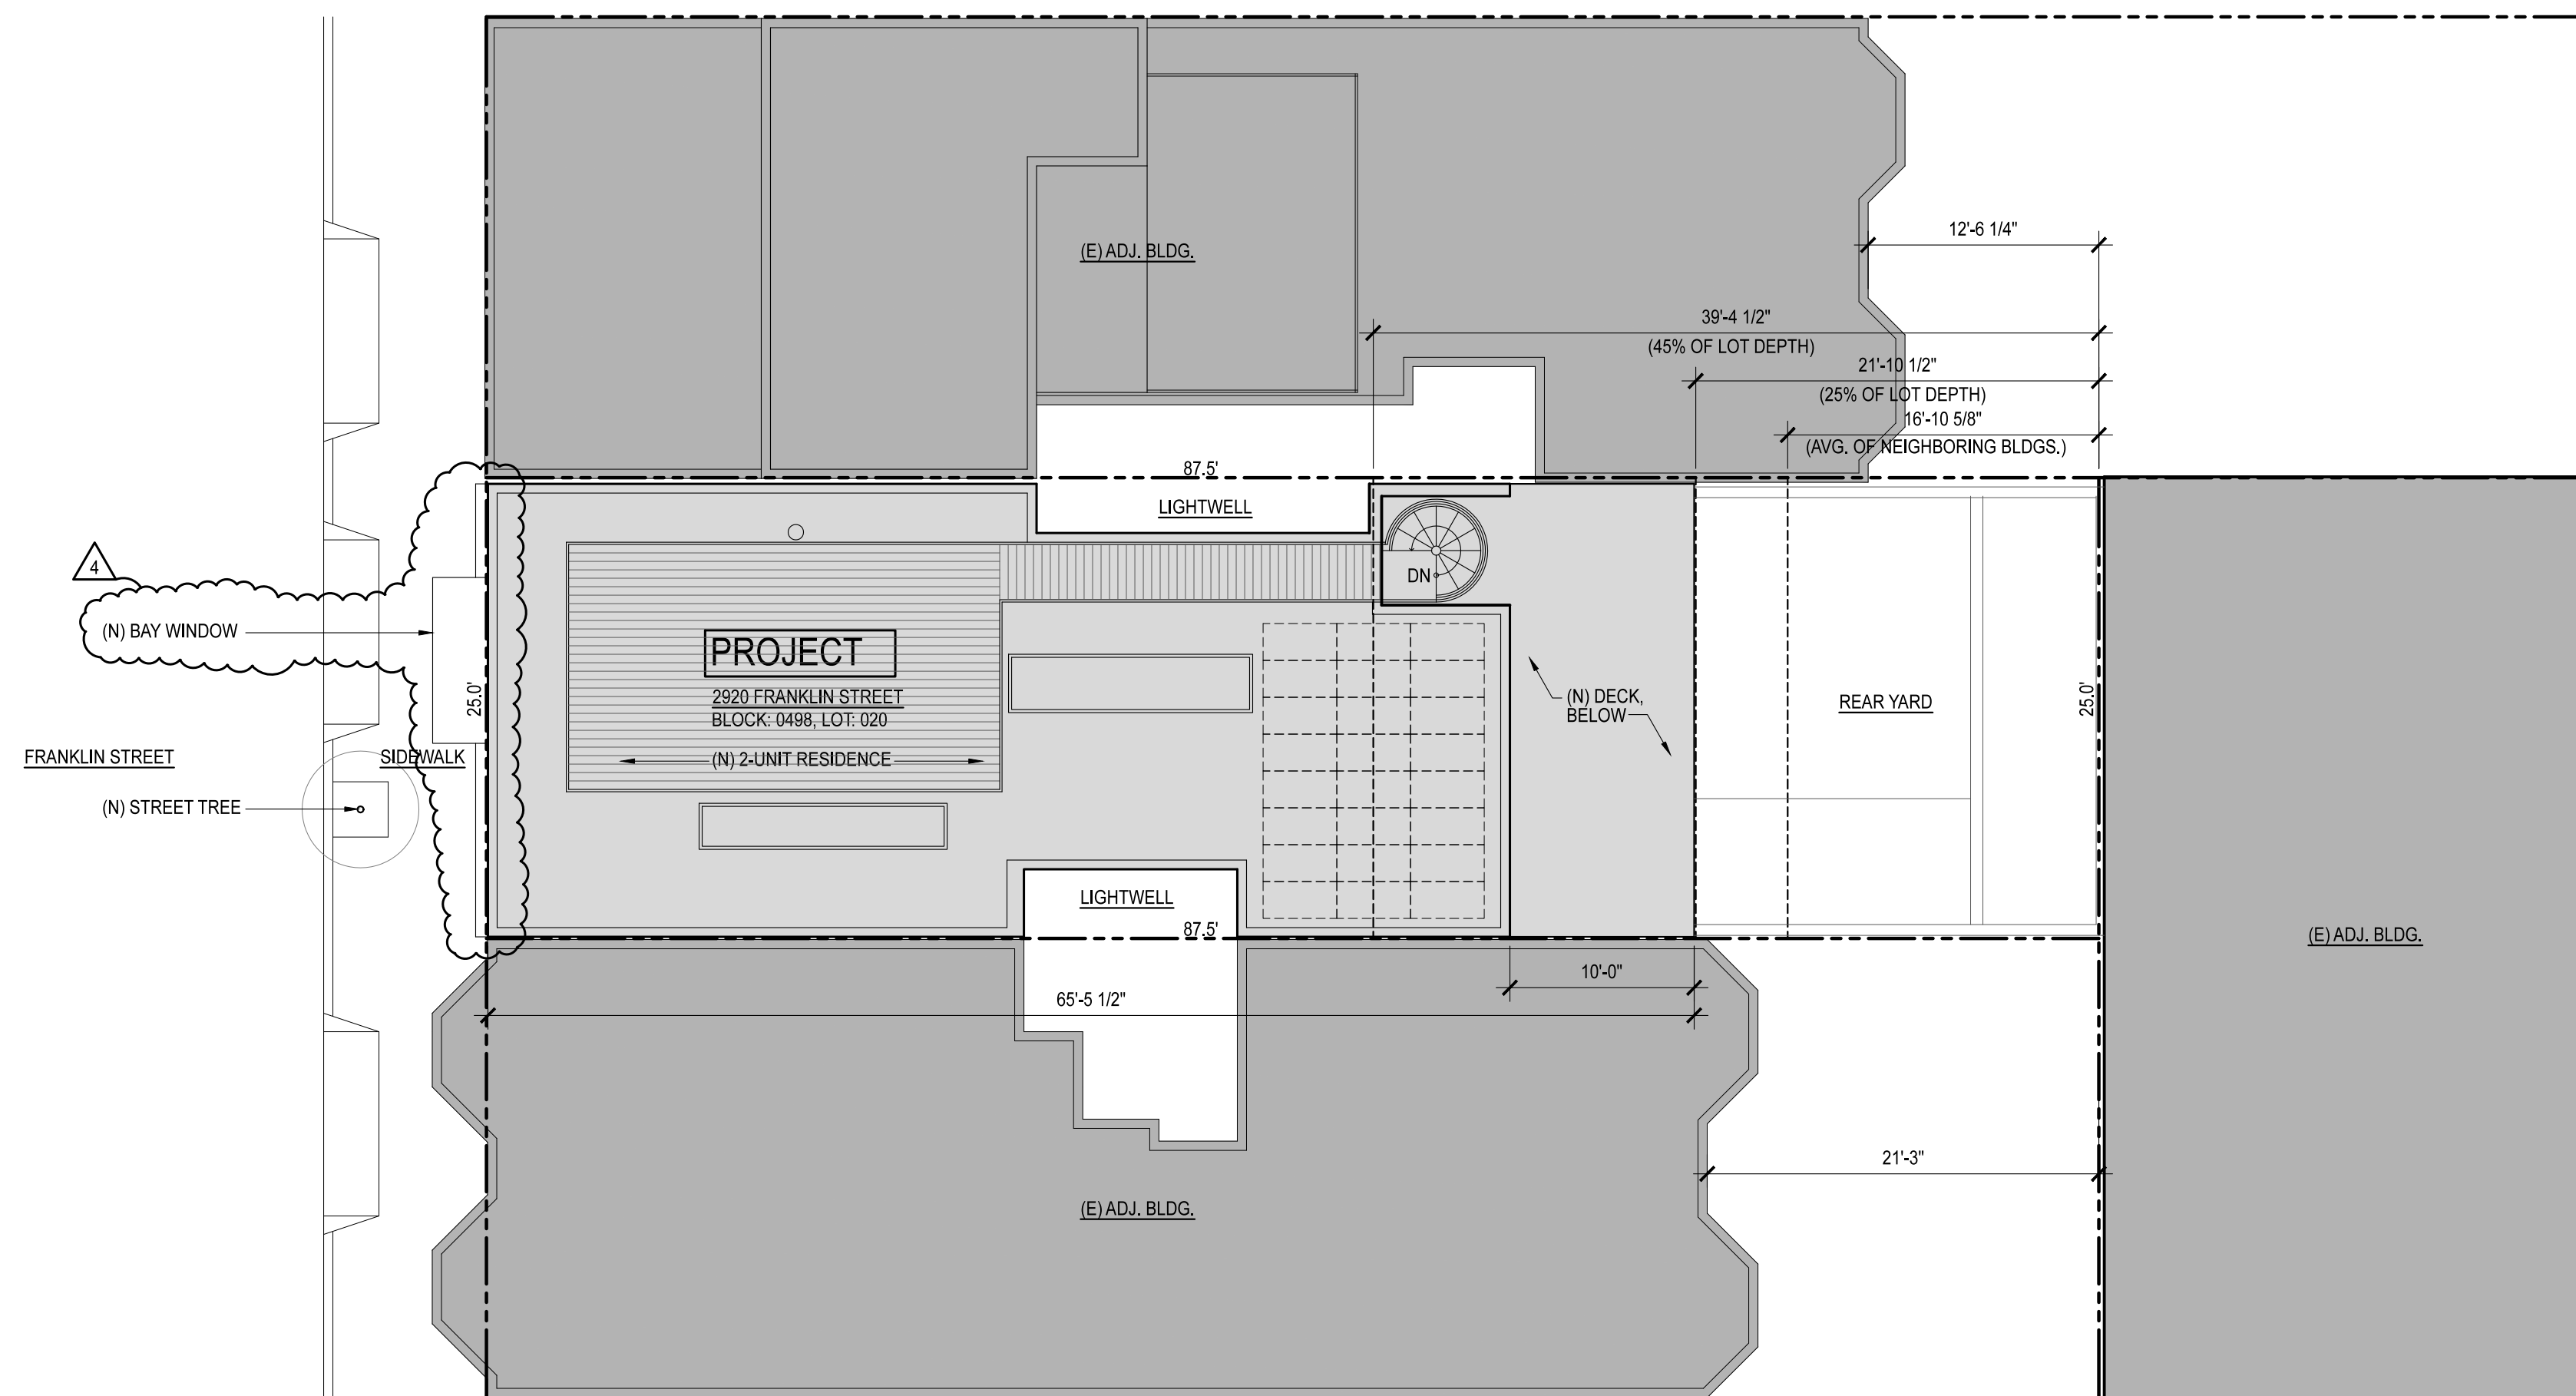 (E) ADJ. BLDG.
12'-6 1/4"
39'-4 1/2"
(45% OF LOT DEPTH)
21'-10 1/2"
(25% OF LOT DEPTH)
16'-10 5/8"
(AVG. OF NEIGHBORING BLDGS.)
87.5'
LIGHTWELL
4
DN
(N) BAY WINDOW
25.0'
PROJECT
2920 FRANKLIN STREET
BLOCK: 0498, LOT: 020
(N) 2-UNIT RESIDENCE
(N) DECK,
BELOW
REAR YARD
25.0'
FRANKLIN STREET
SIDEWALK
(N) STREET TREE
LIGHTWELL
87.5'
(E) ADJ. BLDG.
10'-0"
65'-5 1/2"
21'-3"
(E) ADJ. BLDG.